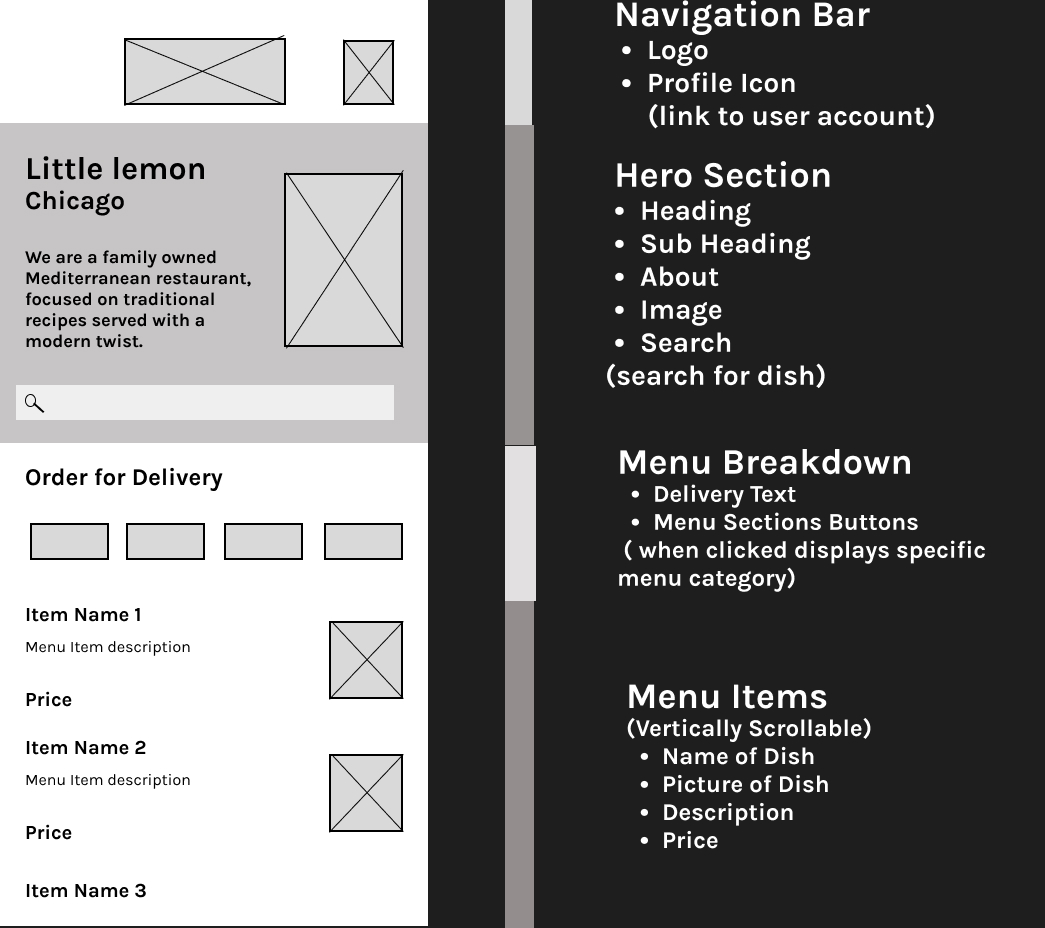 Little lemon
Chicago
We are a family owned
Mediterranean restaurant,
focused on traditional
recipes served with a
modern twist.
Order for Delivery
Item Name 1
Menu Item description
Price
Item Name 2
Menu Item description
Price
Item Name 3
Navigation Bar
• Logo
• Profile Icon
(link to user account)
Hero Section
• Heading
• Sub Heading
• About
• Image
• Search
(search for dish)
Menu Breakdown
• Delivery Text
• Menu Sections Buttons
( when clicked displays specific
menu category)
Menu Items
(Vertically Scrollable)
• Name of Dish
• Picture of Dish
• Description
• Price